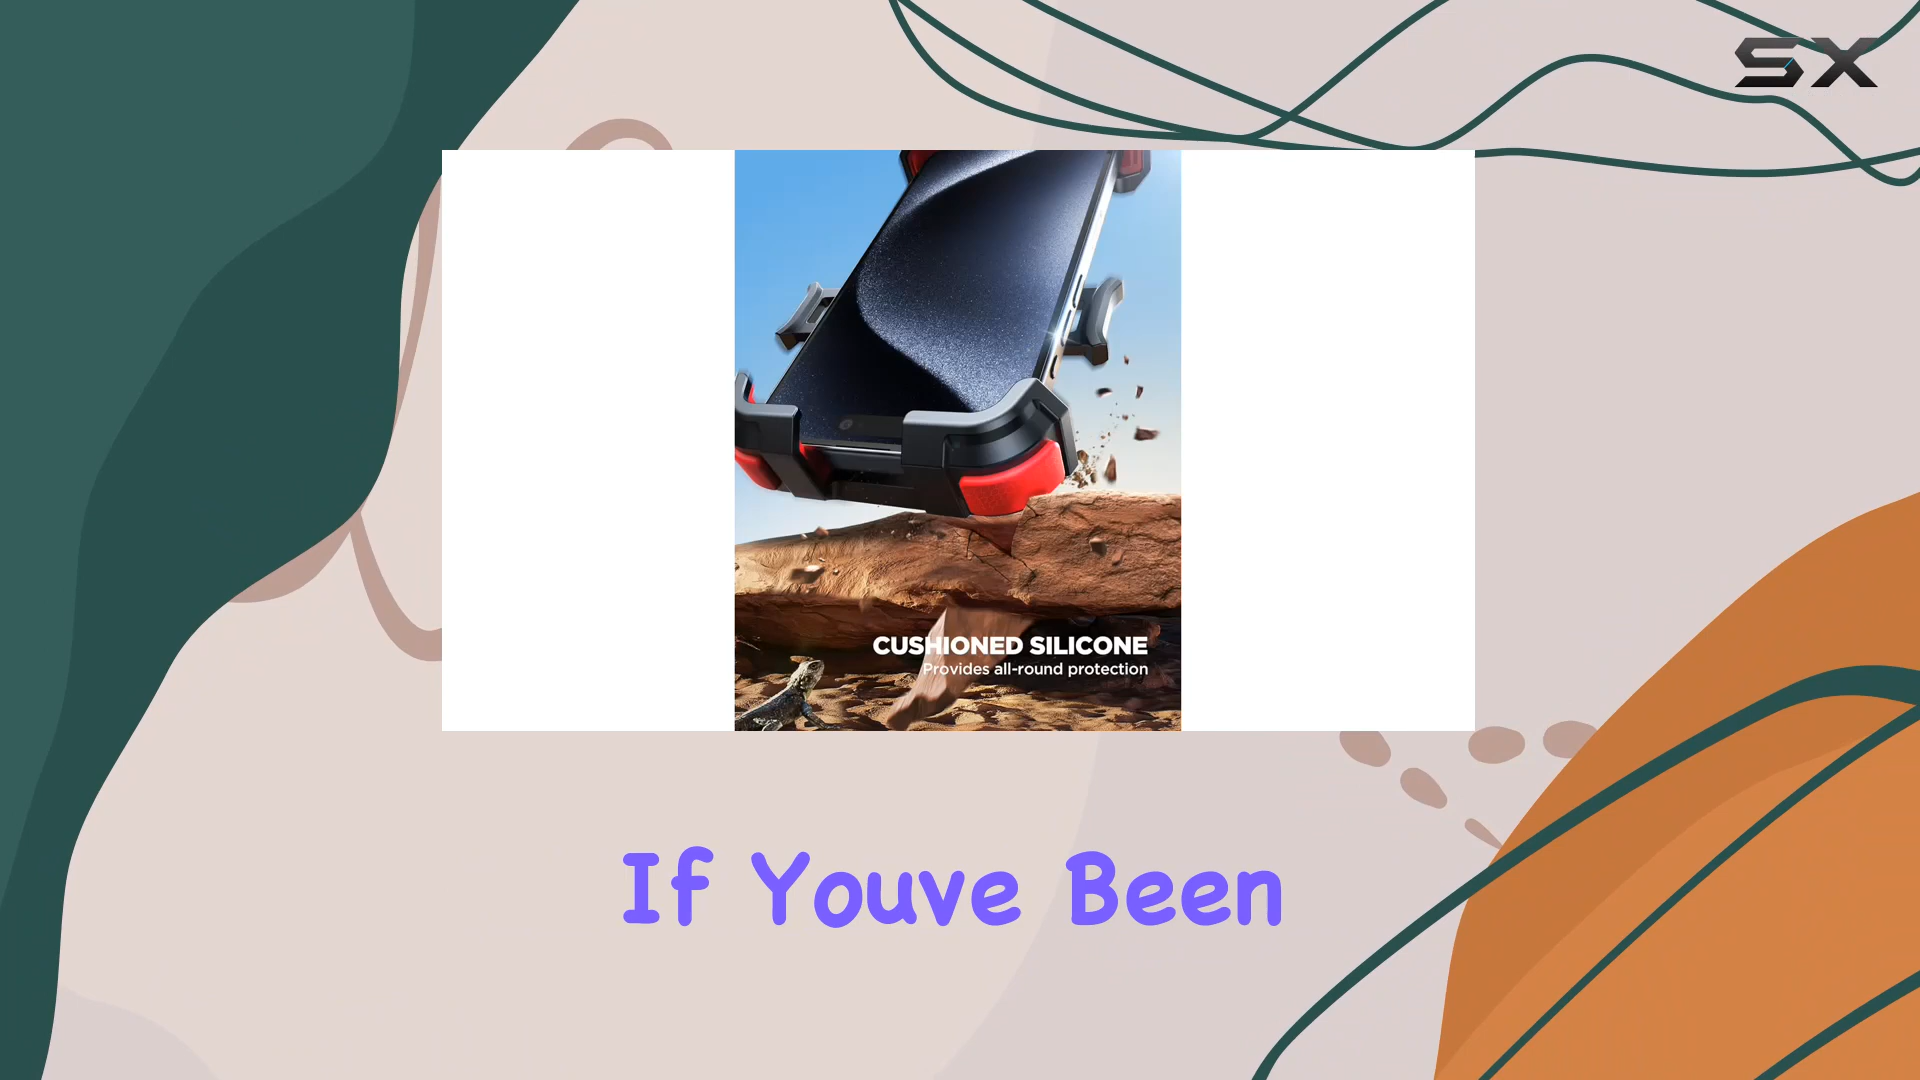 SX
CUSHIONED SILICONE
Provides all-round protection
If Youve Been